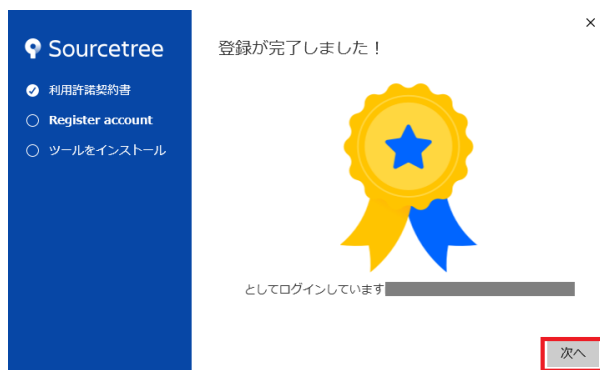 Sourcetree
利用許諾契約書
Register account
ツールをインストール
登録が完了しました！
としてログインしています
次へ